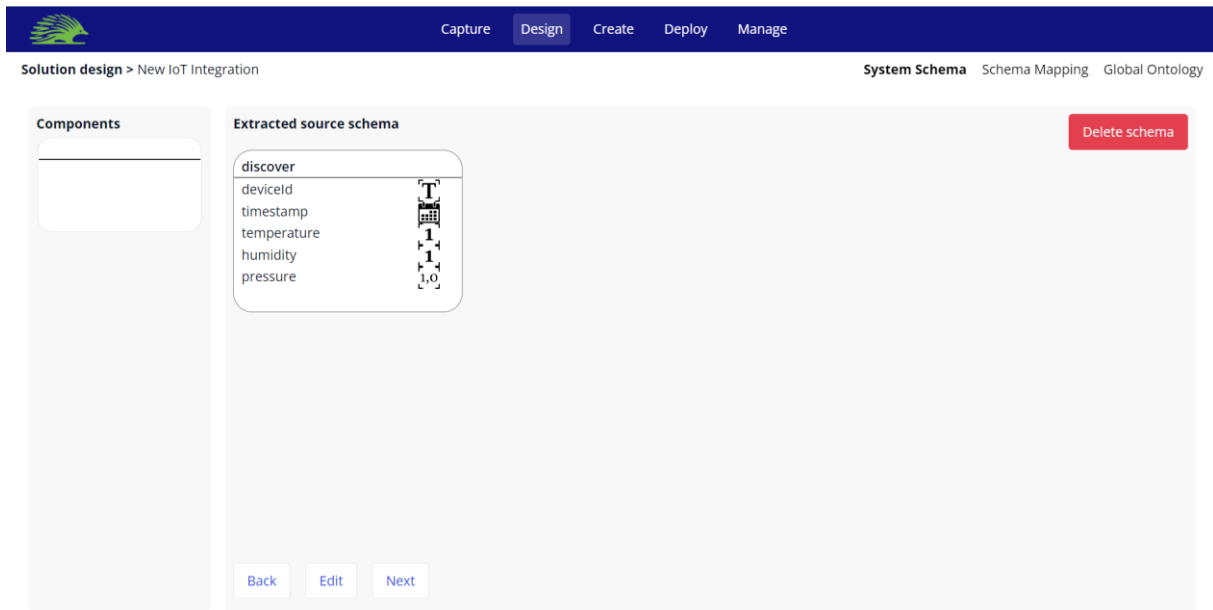 Capture Design Create Deploy Manage
Solution design > New IoT Integration
System Schema Schema Mapping Global Ontology
Components
Extracted source schema
Delete schema
discover
deviceId T
timestamp
temperature 1
humidity 1
pressure 1,0
Back Edit Next